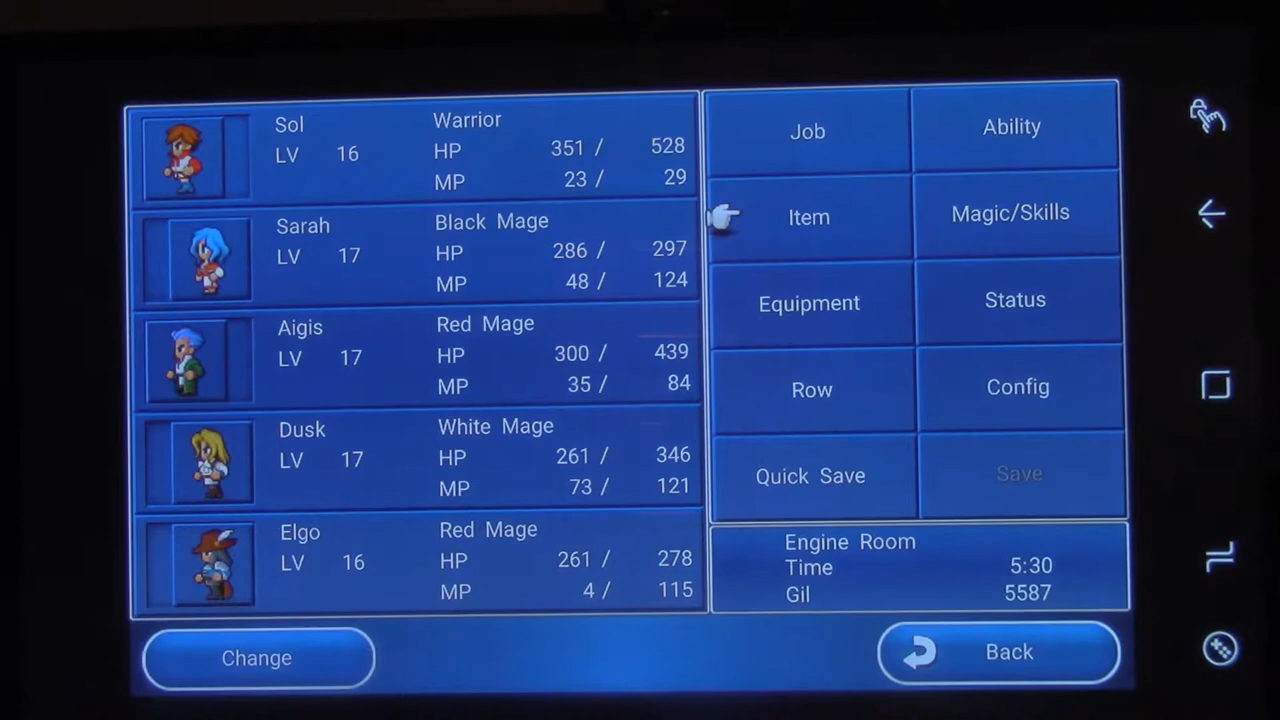 Sol Warrior
LV 16 HP 351 / 528
MP 23 / 29
Sarah Black Mage
LV 17 HP 286 / 297
MP 48 / 124
Aigis Red Mage
LV 17 HP 300 / 439
MP 35 / 84
Dusk White Mage
LV 17 HP 261 / 346
MP 73 / 121
Elgo Red Mage
LV 16 HP 261 / 278
MP 4 / 115
Job Ability
Item Magic/Skills
Equipment Status
Row Config
Quick Save Save
Engine Room
Time 5:30
Gil 5587
Change Back